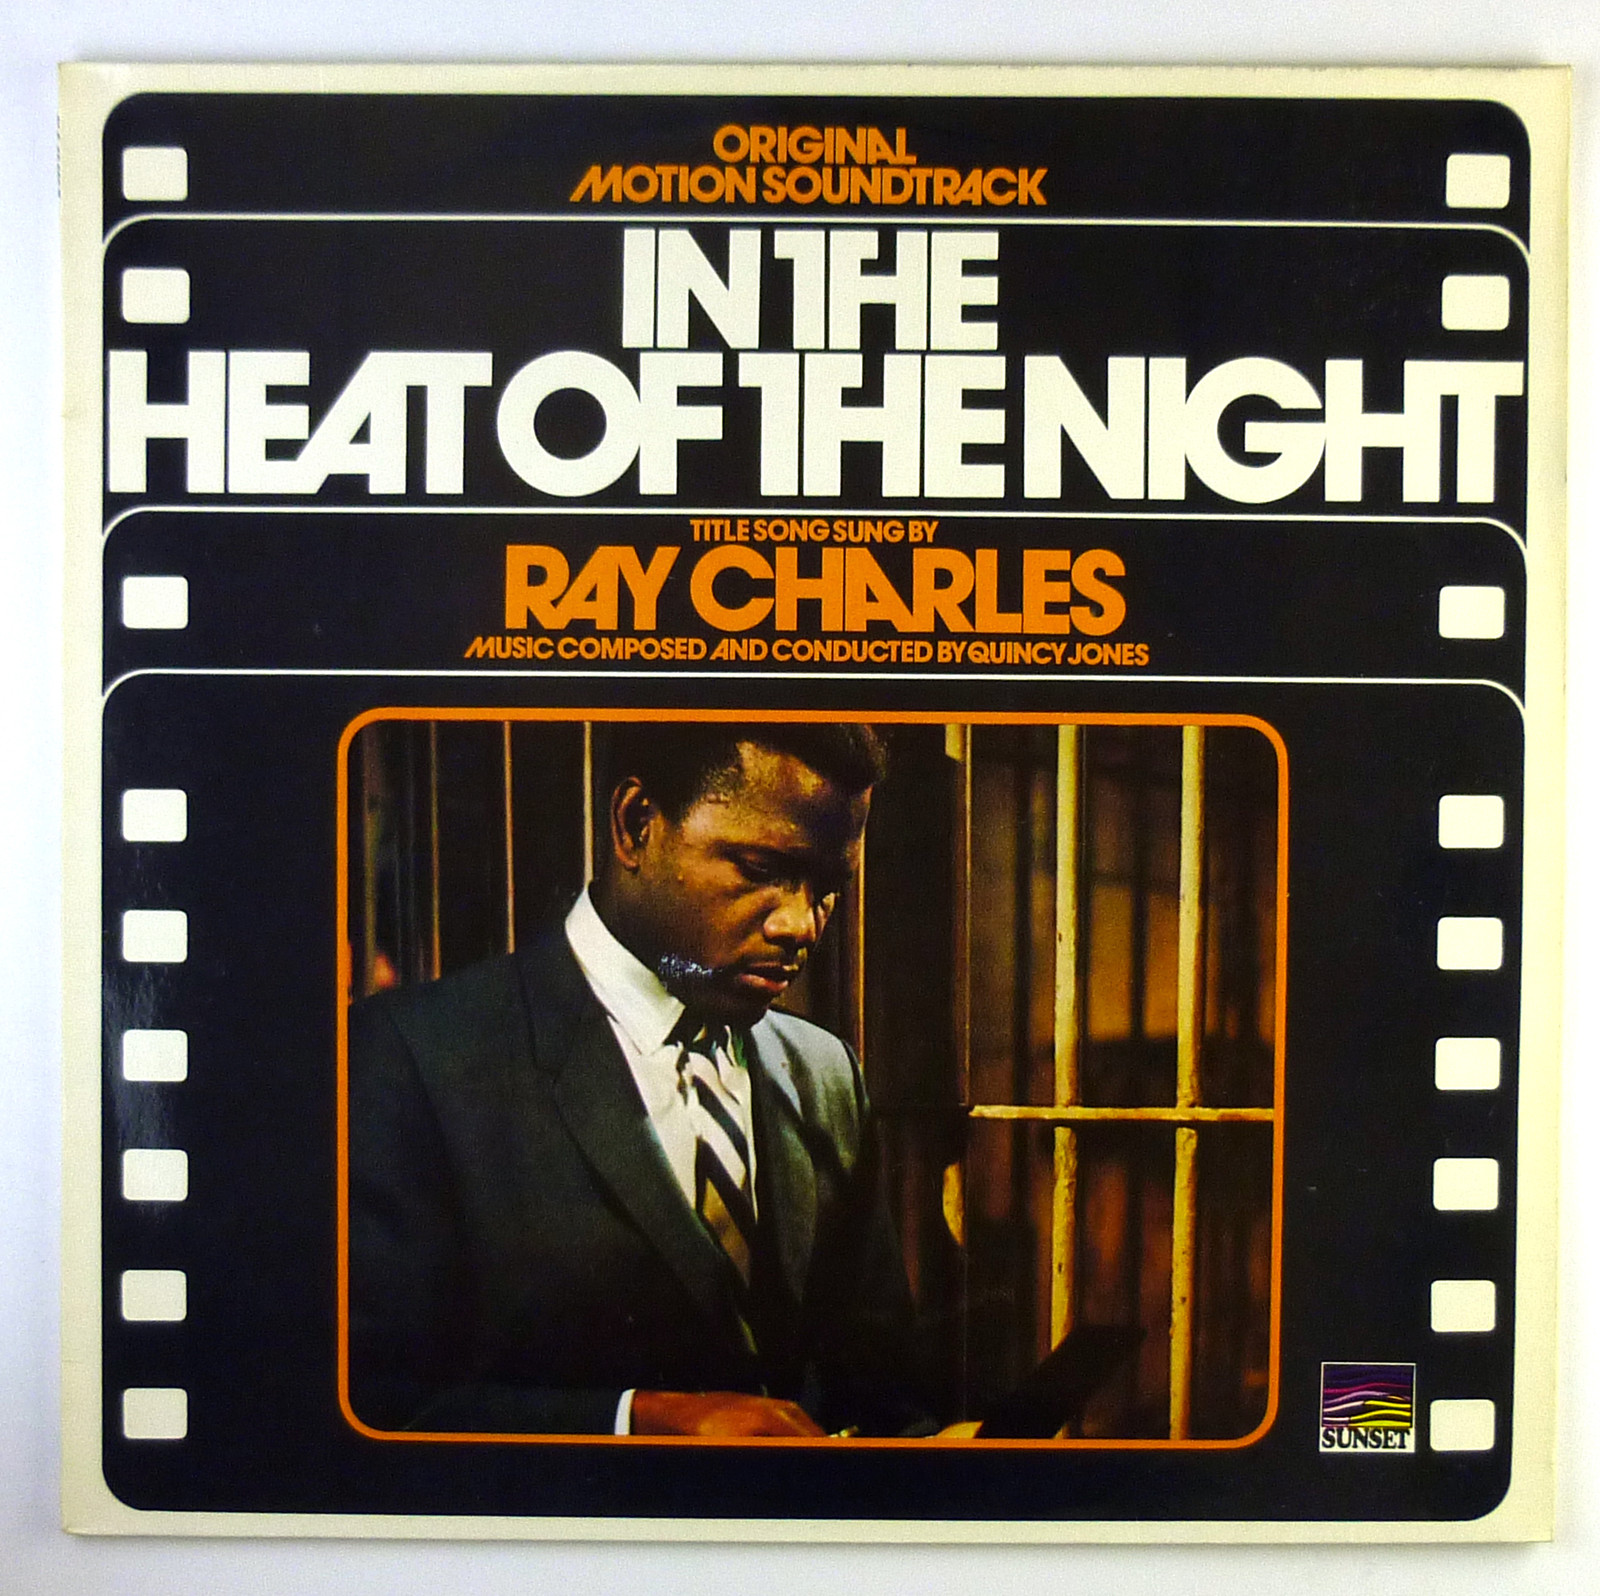 ORIGINAL
MOTION SOUNDTRACK
IN THE
HEAT OF THE NIGHT
TITLE SONG SUNG BY
RAY CHARLES
MUSIC COMPOSED AND CONDUCTED BY QUINCY JONES
SUNSET